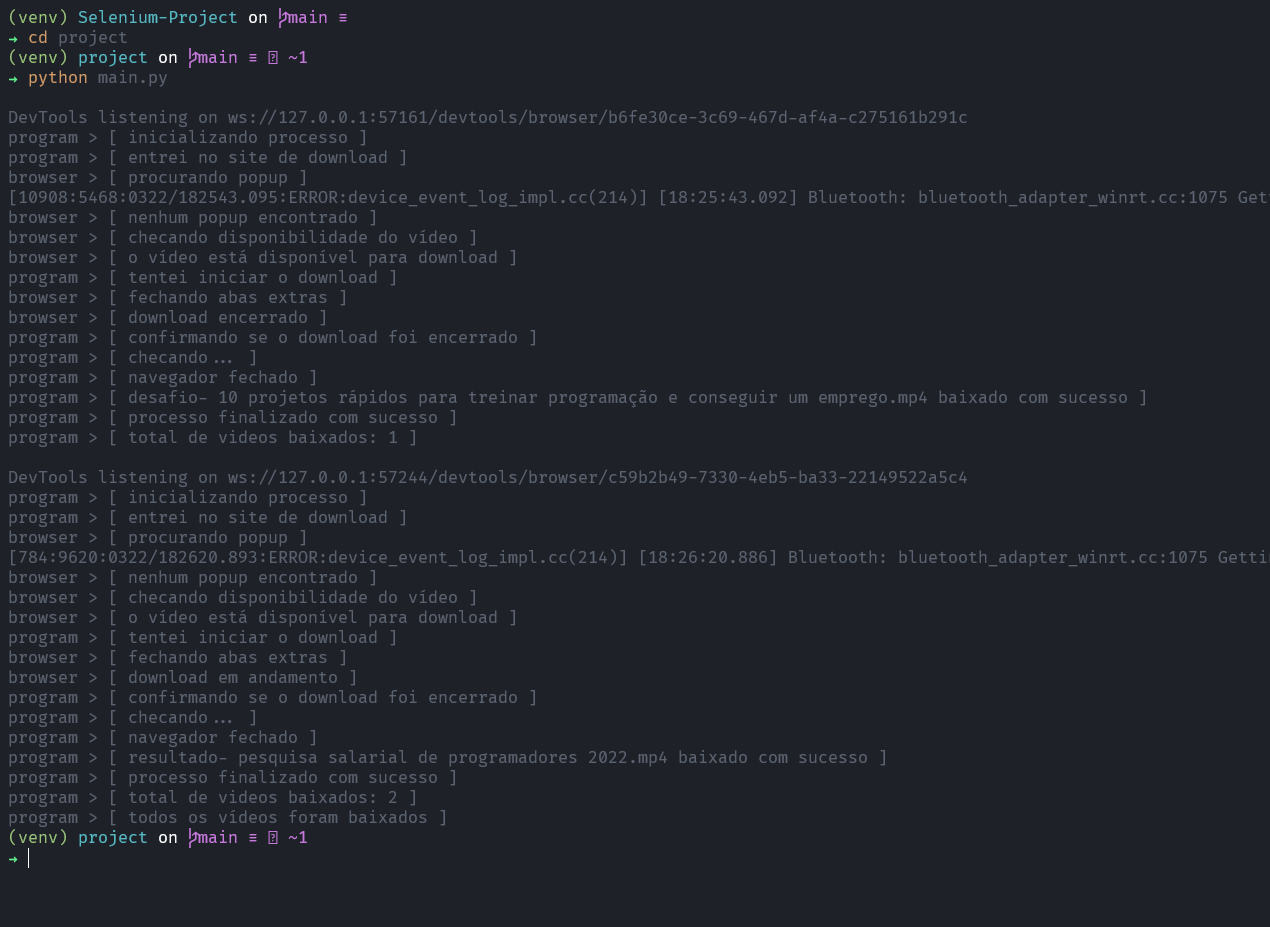 (venv) Selenium-Project on main ≡
→ cd project
(venv) project on main ≡ ~1
→ python main.py
DevTools listening on ws://127.0.0.1:57161/devtools/browser/b6fe30ce-3c69-467d-af4a-c275161b291c
program > [ inicializando processo ]
program > [ entrei no site de download ]
browser > [ procurando popup ]
[10908:5468:0322/182543.095:ERROR:device_event_log_impl.cc(214)] [18:25:43.092] Bluetooth: bluetooth_adapter_winrt.cc:1075 Get
browser > [ nenhum popup encontrado ]
browser > [ checando disponibilidade do vídeo ]
browser > [ o vídeo está disponível para download ]
program > [ tentei iniciar o download ]
browser > [ fechando abas extras ]
browser > [ download encerrado ]
program > [ confirmando se o download foi encerrado ]
program > [ checando... ]
program > [ navegador fechado ]
program > [ desafio- 10 projetos rápidos para treinar programação e conseguir um emprego.mp4 baixado com sucesso ]
program > [ processo finalizado com sucesso ]
program > [ total de videos baixados: 1 ]
DevTools listening on ws://127.0.0.1:57244/devtools/browser/c59b2b49-7330-4eb5-ba33-22149522a5c4
program > [ inicializando processo ]
program > [ entrei no site de download ]
browser > [ procurando popup ]
[784:9620:0322/182620.893:ERROR:device_event_log_impl.cc(214)] [18:26:20.886] Bluetooth: bluetooth_adapter_winrt.cc:1075 Getti
browser > [ nenhum popup encontrado ]
browser > [ checando disponibilidade do vídeo ]
browser > [ o vídeo está disponível para download ]
program > [ tentei iniciar o download ]
browser > [ fechando abas extras ]
browser > [ download em andamento ]
program > [ confirmando se o download foi encerrado ]
program > [ checando... ]
program > [ navegador fechado ]
program > [ resultado- pesquisa salarial de programadores 2022.mp4 baixado com sucesso ]
program > [ processo finalizado com sucesso ]
program > [ total de videos baixados: 2 ]
program > [ todos os vídeos foram baixados ]
(venv) project on main ≡ ~1
→